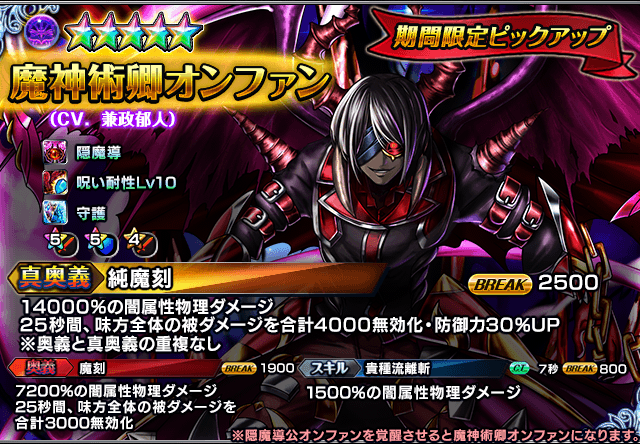 期間限定ピックアップ
魔神術卿オンファン
(CV. 兼政郁人)
隠魔導
呪い耐性Lv10
守護
5 5 4
真奥義 純魔刻 BREAK 2500
14000%の闇属性物理ダメージ
25秒間、味方全体の被ダメージを合計4000無効化・防御力30%UP
※奥義と真奥義の重複なし
奥義 魔刻 BREAK 1900
7200%の闇属性物理ダメージ
25秒間、味方全体の被ダメージを
合計3000無効化
スキル 貴種流離斬 C.T. 7秒 BREAK 800
1500%の闇属性物理ダメージ
※隠魔導公オンファンを覚醒させると魔神術卿オンファンになります。